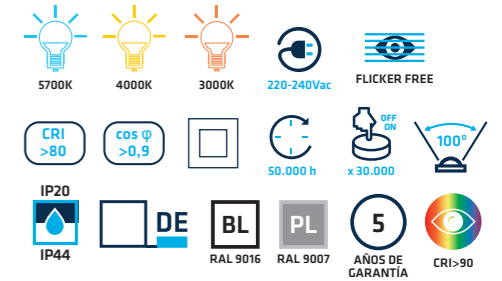 5700K
4000K
3000K
220-240Vac
FLICKER FREE
CRI
>80
cos φ
>0,9
50.000 h
OFF
ON
x 30.000
100°
IP20
IP44
DE
BL
RAL 9016
PL
RAL 9007
5
AÑOS DE
GARANTÍA
CRI>90